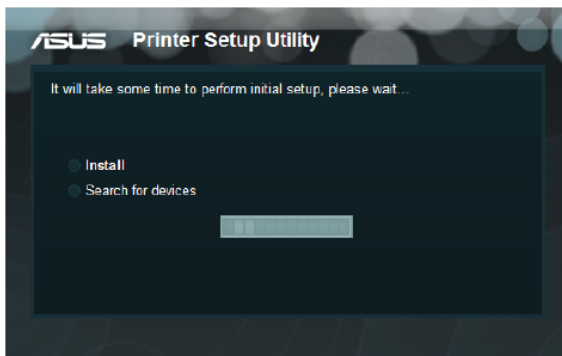 ASUS Printer Setup Utility
It will take some time to perform initial setup, please wait...
Install
Search for devices